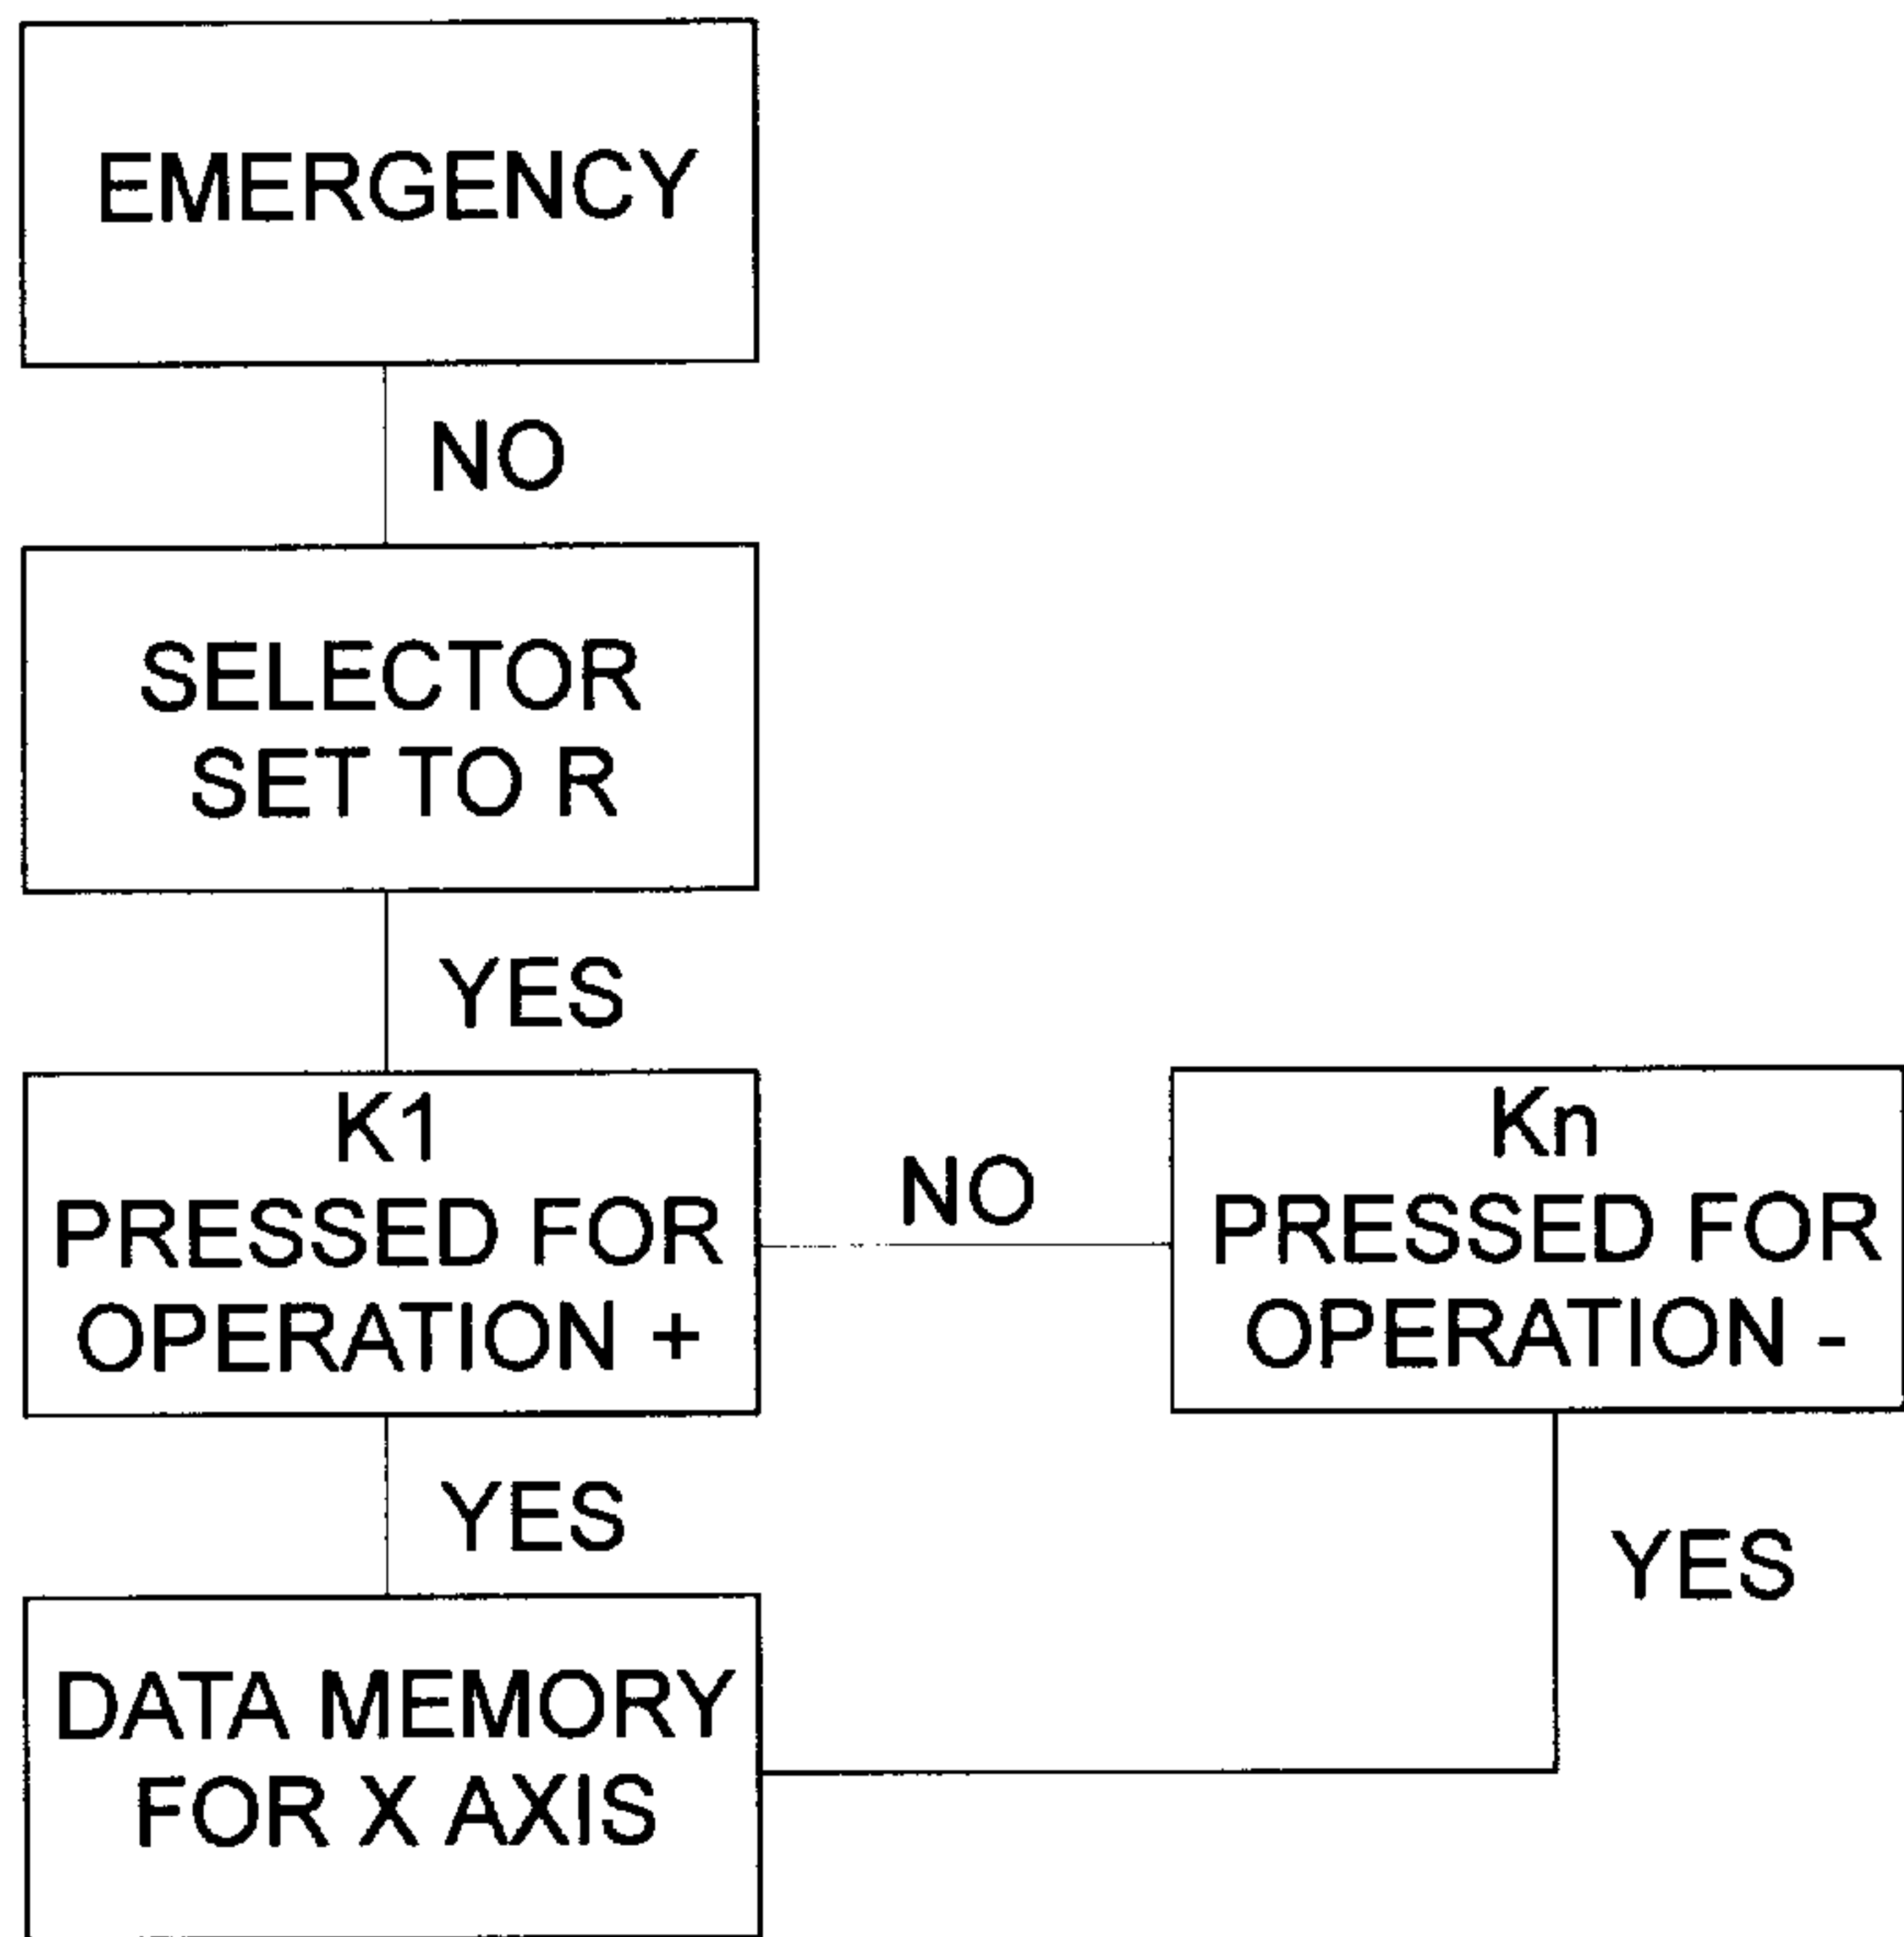 EMERGENCY
NO
SELECTOR
SET TO R
YES
K1
PRESSED FOR
OPERATION +
NO
Kn
PRESSED FOR
OPERATION -
YES
YES
DATA MEMORY
FOR X AXIS